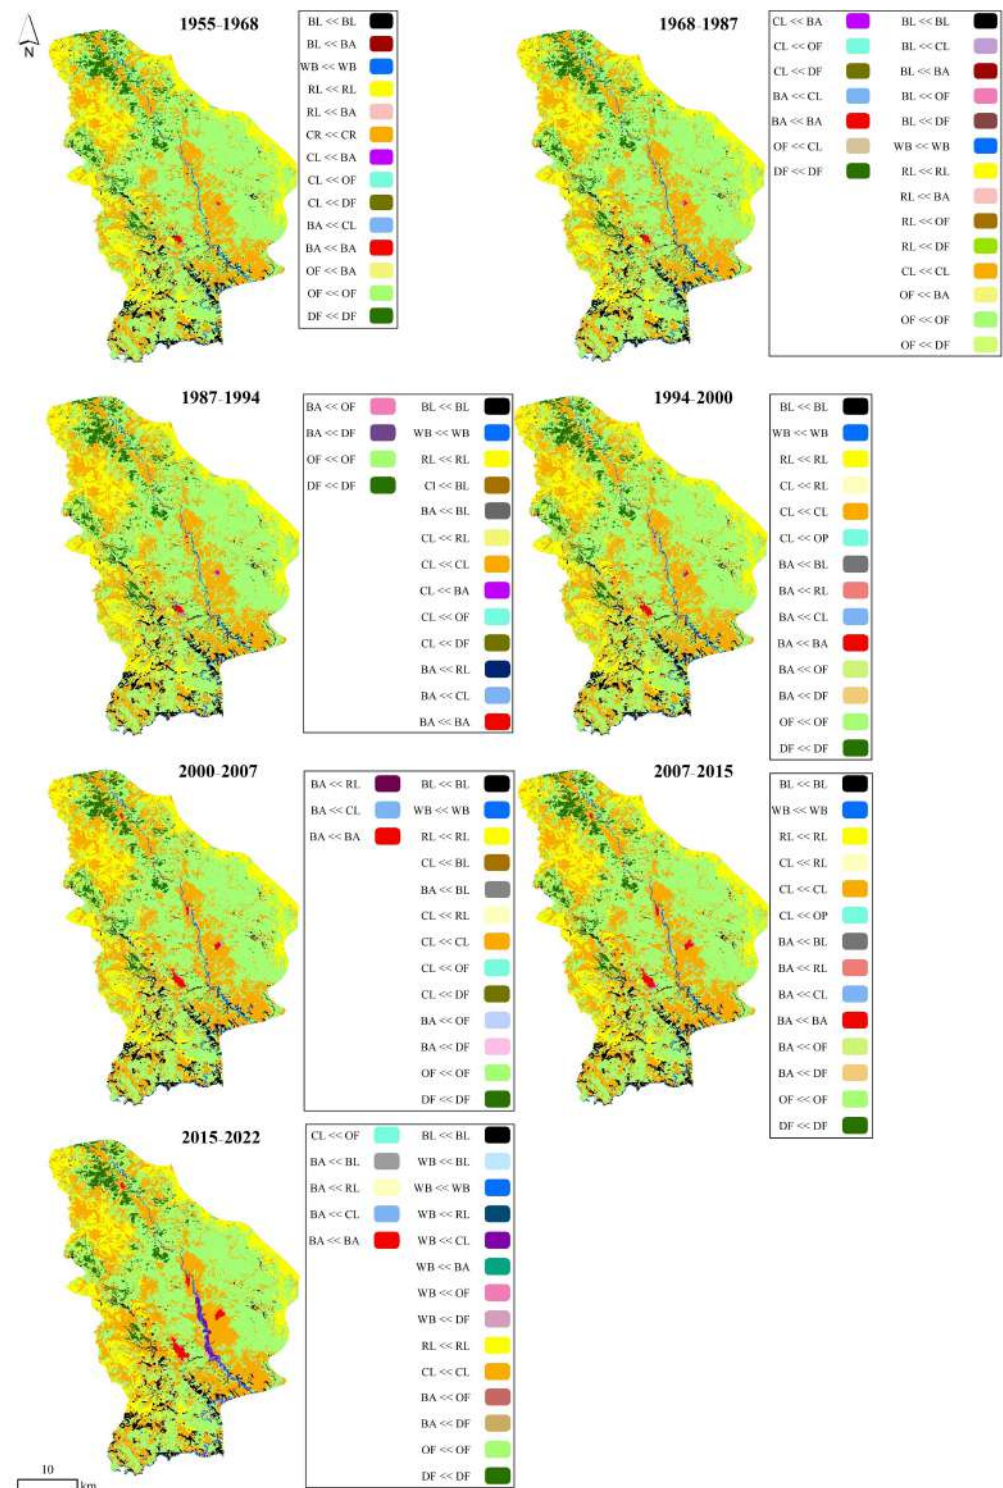 N
1955-1968
BL << BL
BL << BA
WB << WB
RL << RL
RL << BA
CR << CR
CL << BA
CL << OF
CL << DF
BA << CL
BA << BA
OF << BA
OF << OF
DF << DF
1968-1987
CL << BA
CL << OF
CL << DF
BA << CL
BA << BA
OF << CL
DF << DF
BL << BL
BL << CL
BL << BA
BL << OF
BL << DF
WB << WB
RL << RL
RL << BA
RL << OF
RL << DF
CL << CL
OF << BA
OF << OF
OF << DF
1987-1994
BA << OF
BA << DF
OF << OF
DF << DF
BL << BL
WB << WB
RL << RL
Cl << BL
BA << BL
CL << RL
CL << CL
CL << BA
CL << OF
CL << DF
BA << RL
BA << CL
BA << BA
1994-2000
BL << BL
WB << WB
RL << RL
CL << RL
CL << CL
CL << OP
BA << BL
BA << RL
BA << CL
BA << BA
BA << OF
BA << DF
OF << OF
DF << DF
2000-2007
BA << RL
BA << CL
BA << BA
BL << BL
WB << WB
RL << RL
CL << BL
BA << BL
CL << RL
CL << CL
CL << OF
CL << DF
BA << OF
BA << DF
OF << OF
DF << DF
2007-2015
BL << BL
WB << WB
RL << RL
CL << RL
CL << CL
CL << OP
BA << BL
BA << RL
BA << CL
BA << BA
BA << OF
BA << DF
OF << OF
DF << DF
2015-2022
CL << OF
BA << BL
BA << RL
BA << CL
BA << BA
BL << BL
WB << BL
WB << WB
WB << RL
WB << CL
WB << BA
WB << OF
WB << DF
RL << RL
CL << CL
BA << OF
BA << DF
OF << OF
DF << DF
10
km